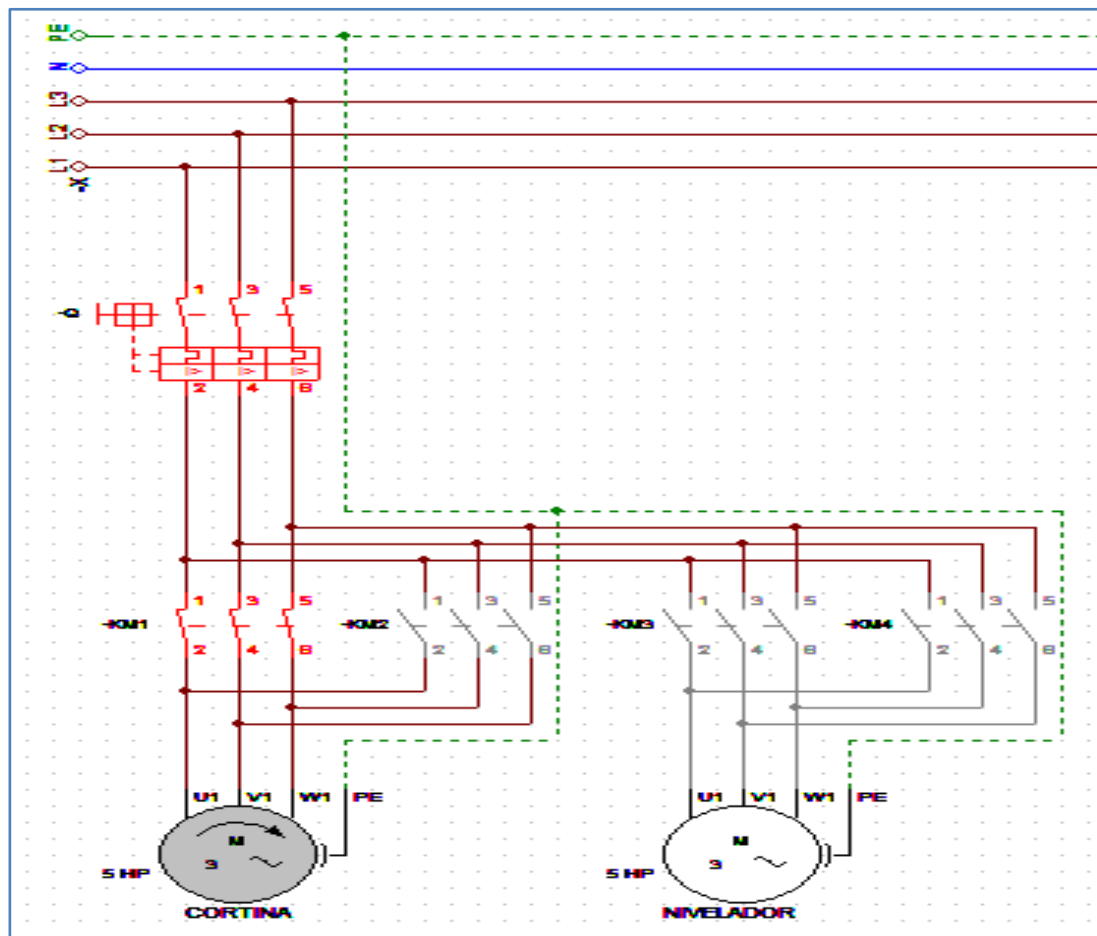 PE
N
L3
L2
L1
-X
1 3 5
-Q
2 4 6
1 3 5 1 3 5 1 3 5 1 3 5
-KM1 -KM2 -KM3 -KM4
2 4 6 2 4 6 2 4 6 2 4 6
U1 V1 W1 PE U1 V1 W1 PE
M M
3 3
5 HP 5 HP
CORTINA NIVELADOR